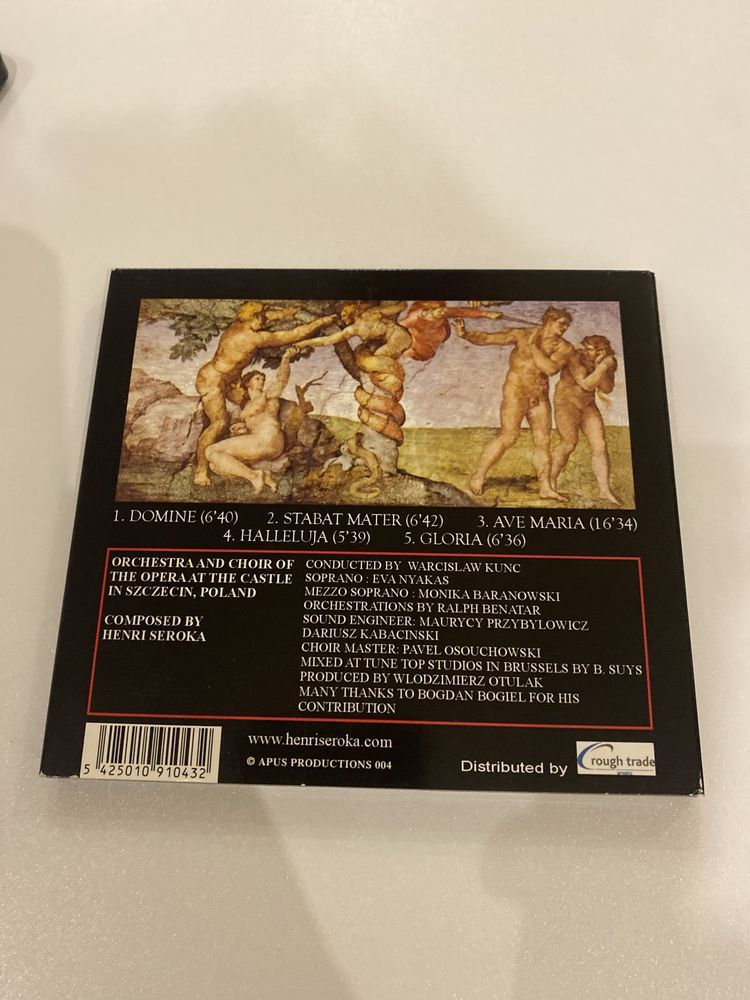 1. DOMINE (6'40) 2. STABAT MATER (6'42) 3. AVE MARIA (16'34)
4. HALLELUJA (5'39) 5. GLORIA (6'36)
ORCHESTRA AND CHOIR OF
THE OPERA AT THE CASTLE
IN SZCZECIN, POLAND
COMPOSED BY
HENRI SEROKA
CONDUCTED BY WARCISLAW KUNC
SOPRANO : EVA NYAKAS
MEZZO SOPRANO : MONIKA BARANOWSKI
ORCHESTRATIONS BY RALPH BENATAR
SOUND ENGINEER: MAURYCY PRZYBYLOWICZ
DARIUSZ KABACINSKI
CHOIR MASTER: PAVEL OSOUCHOWSKI
MIXED AT TUNE TOP STUDIOS IN BRUSSELS BY B. SUYS
PRODUCED BY WLODZIMIERZ OTULAK
MANY THANKS TO BOGDAN BOGIEL FOR HIS
CONTRIBUTION
5 425010 910432
www.henriseroka.com
© APUS PRODUCTIONS 004
Distributed by
rough trade